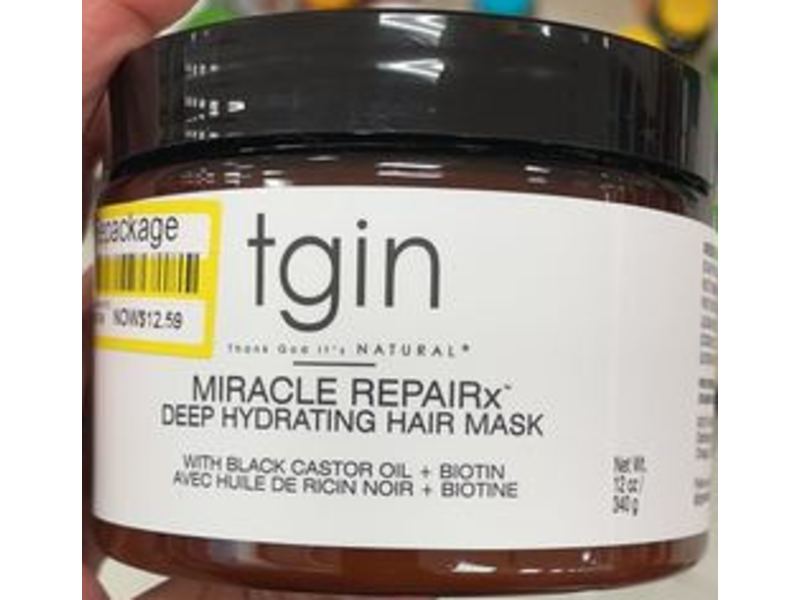 epackage
NOW$12.59
tgin
Thank God it's NATURAL®
MIRACLE REPAIRx™
DEEP HYDRATING HAIR MASK
WITH BLACK CASTOR OIL + BIOTIN
AVEC HUILE DE RICIN NOIR + BIOTINE
Net Wt.
12 oz /
340 g